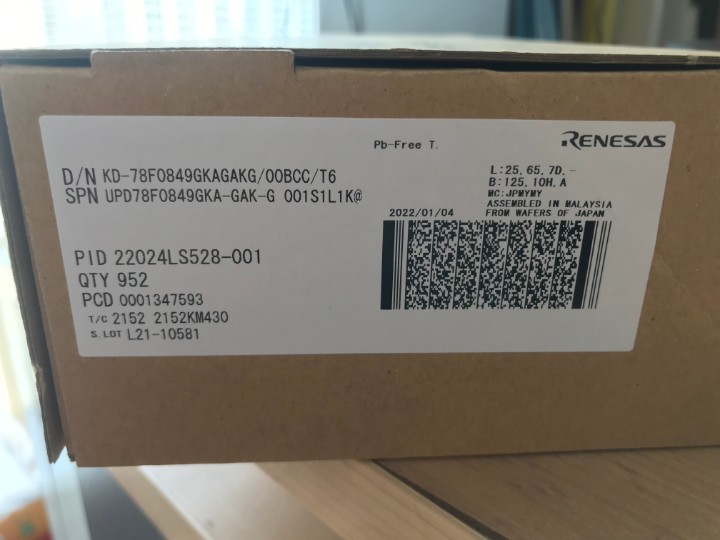 Pb-Free T.
RENESAS
D/N KD-78F0849GKAGAKG/00BCC/T6
SPN UPD78F0849GKA-GAK-G 001S1L1K@
L:25.65.7D.-
B:125.10H.A
MC:JPMYMY
ASSEMBLED IN MALAYSIA
FROM WAFERS OF JAPAN
2022/01/04
PID 22024LS528-001
QTY 952
PCD 0001347593
T/C 2152 2152KM430
S.LOT L21-10581